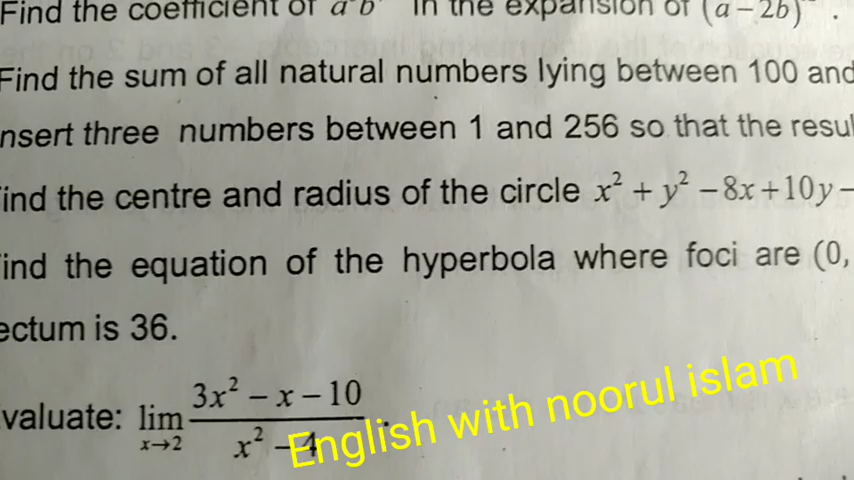 Find the coefficient of a b in the expansion of (a − 2b) .
Find the sum of all natural numbers lying between 100 and
nsert three numbers between 1 and 256 so that the resul
ind the centre and radius of the circle x² + y² − 8x + 10y −
ind the equation of the hyperbola where foci are (0,
ectum is 36.
valuate: lim x→2 (3x² − x − 10)/(x² − 4) .
English with noorul islam